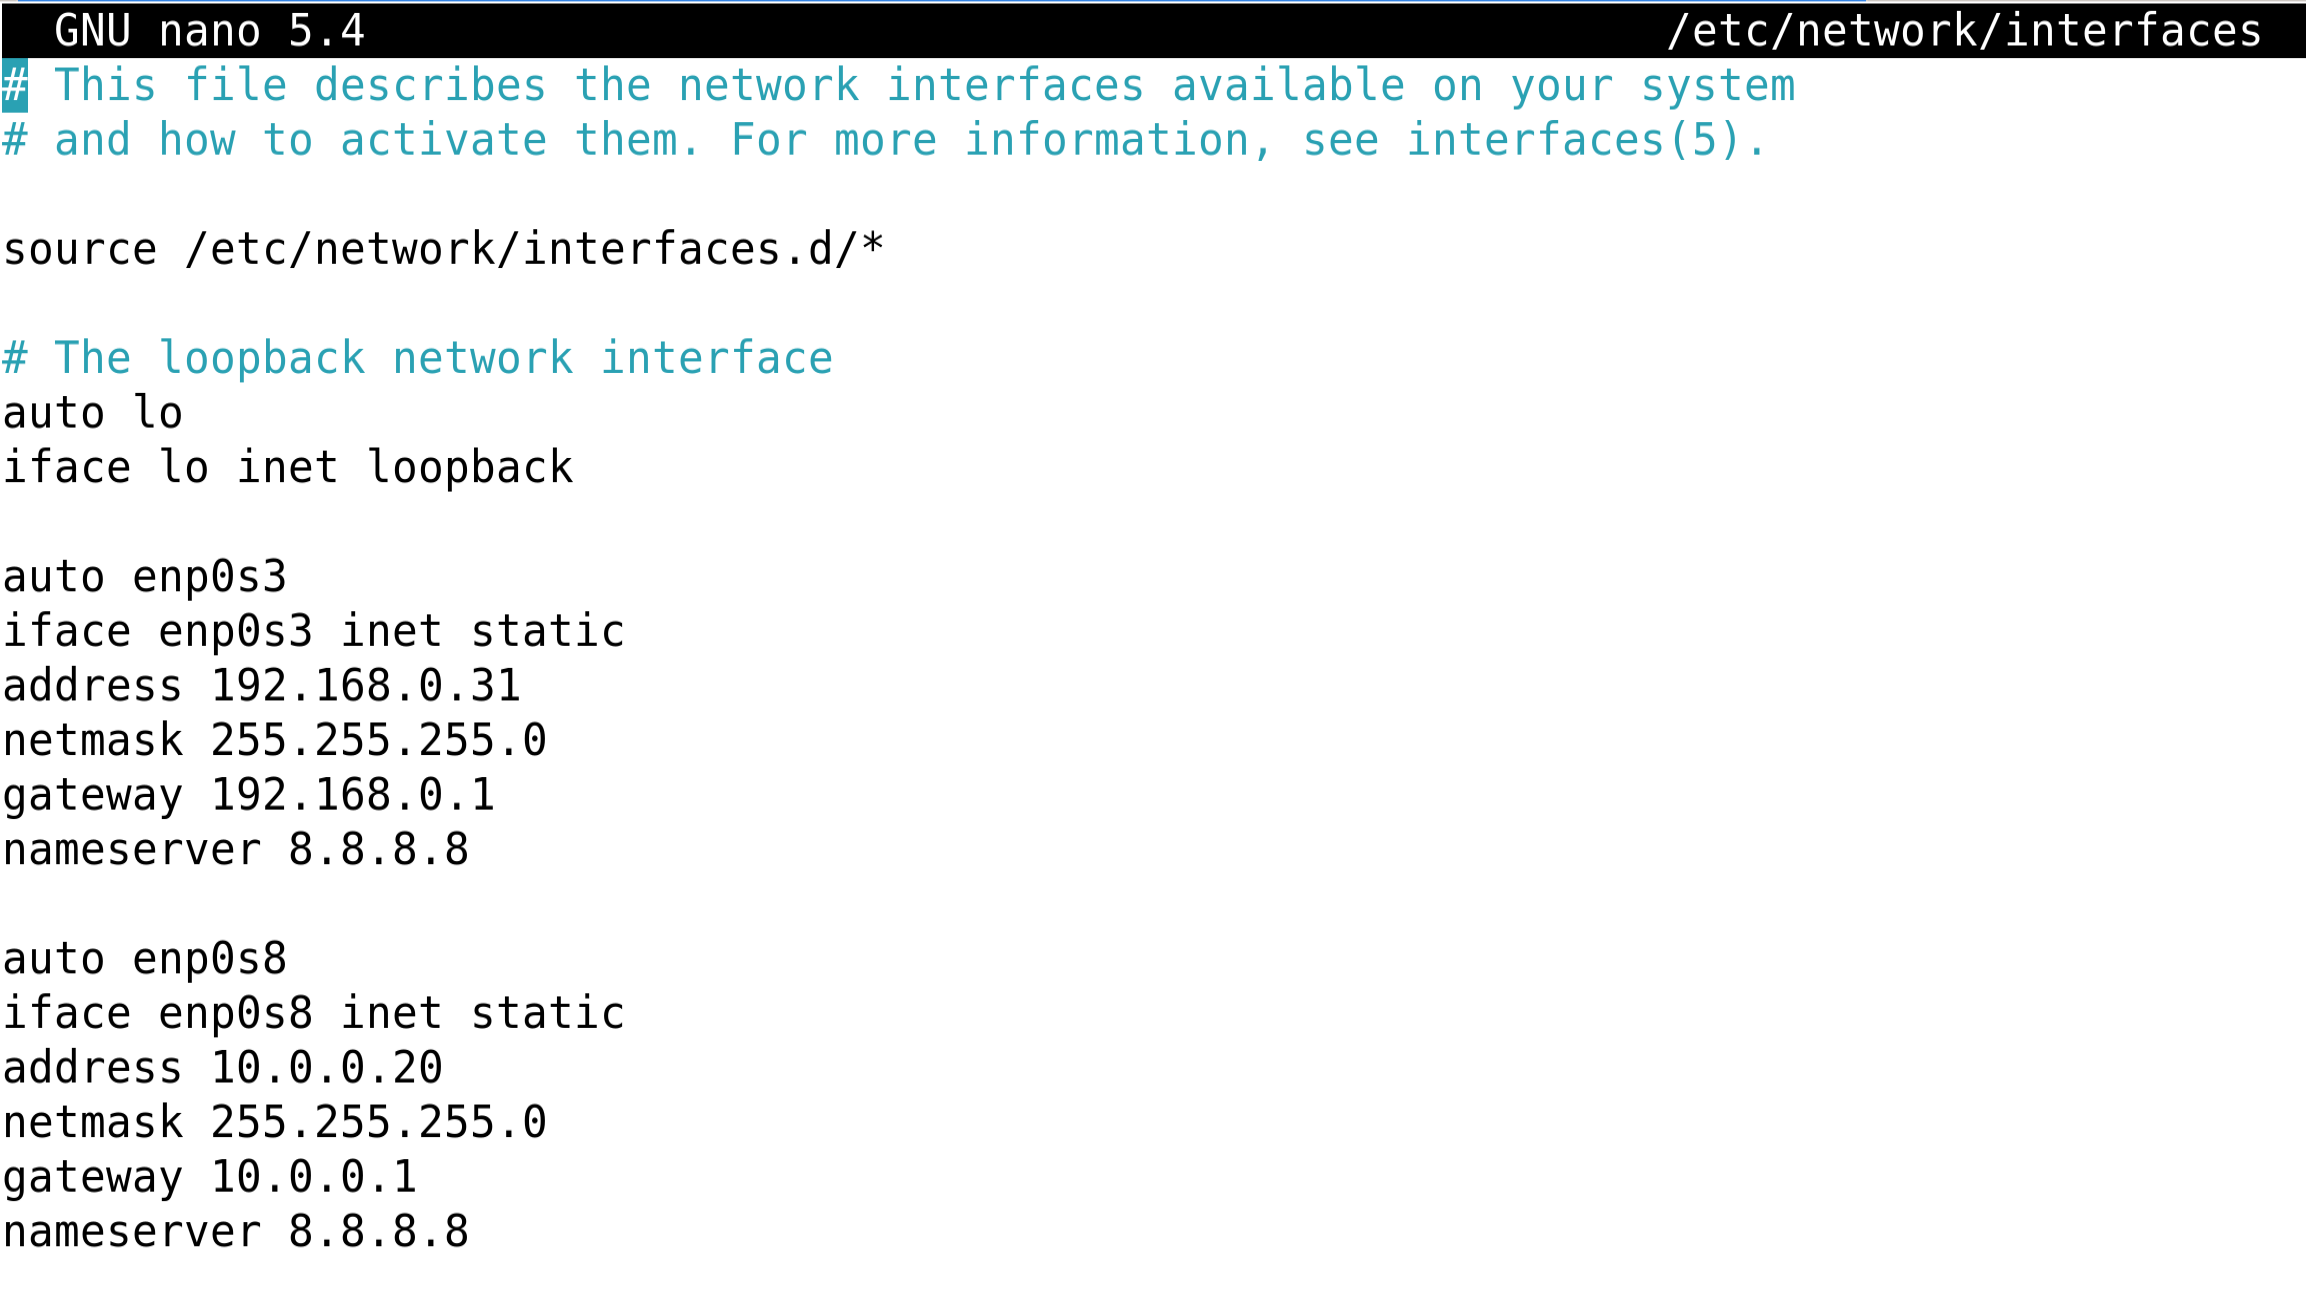 GNU nano 5.4 /etc/network/interfaces
# This file describes the network interfaces available on your system
# and how to activate them. For more information, see interfaces(5).
source /etc/network/interfaces.d/*
# The loopback network interface
auto lo
iface lo inet loopback
auto enp0s3
iface enp0s3 inet static
address 192.168.0.31
netmask 255.255.255.0
gateway 192.168.0.1
nameserver 8.8.8.8
auto enp0s8
iface enp0s8 inet static
address 10.0.0.20
netmask 255.255.255.0
gateway 10.0.0.1
nameserver 8.8.8.8